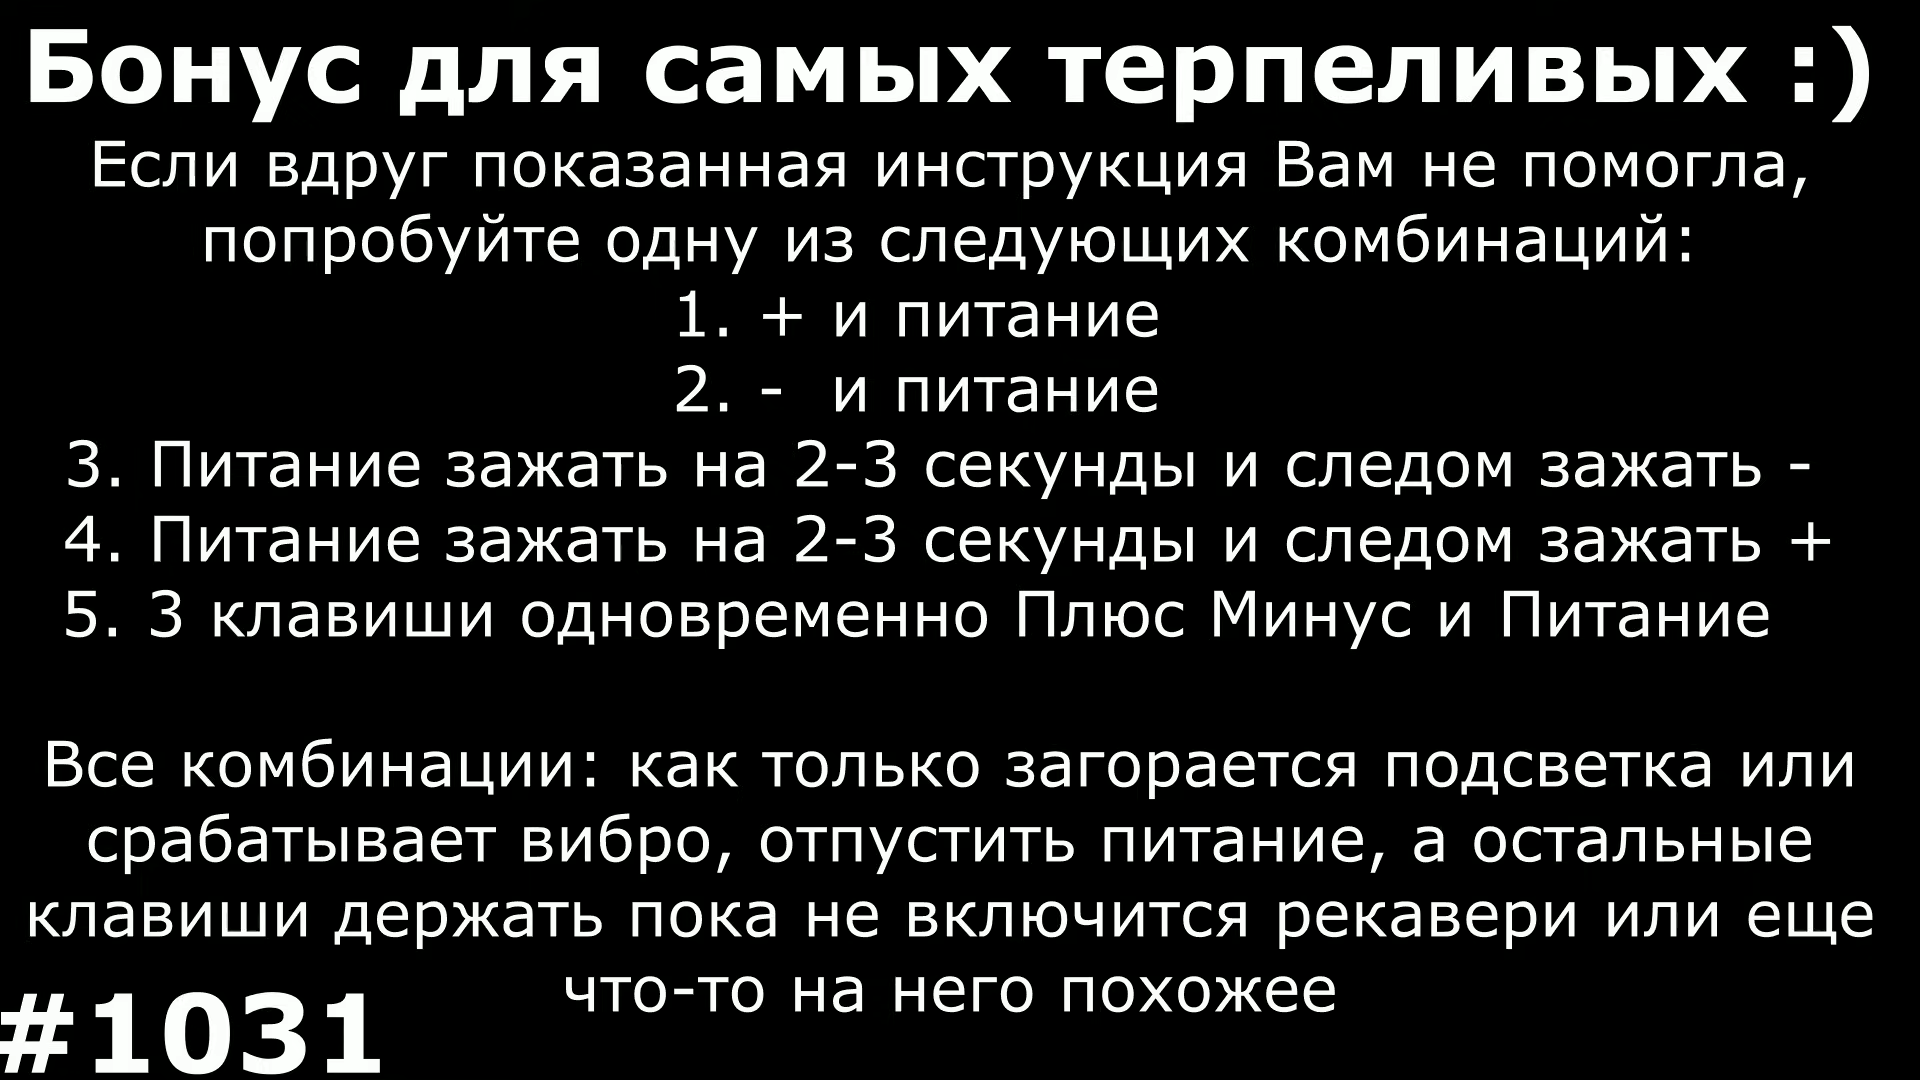 Бонус для самых терпеливых :)
Если вдруг показанная инструкция Вам не помогла,
попробуйте одну из следующих комбинаций:
1. + и питание
2. -  и питание
3. Питание зажать на 2-3 секунды и следом зажать -
4. Питание зажать на 2-3 секунды и следом зажать +
5. 3 клавиши одновременно Плюс Минус и Питание
Все комбинации: как только загорается подсветка или
срабатывает вибро, отпустить питание, а остальные
клавиши держать пока не включится рекавери или еще
что-то на него похожее
#1031